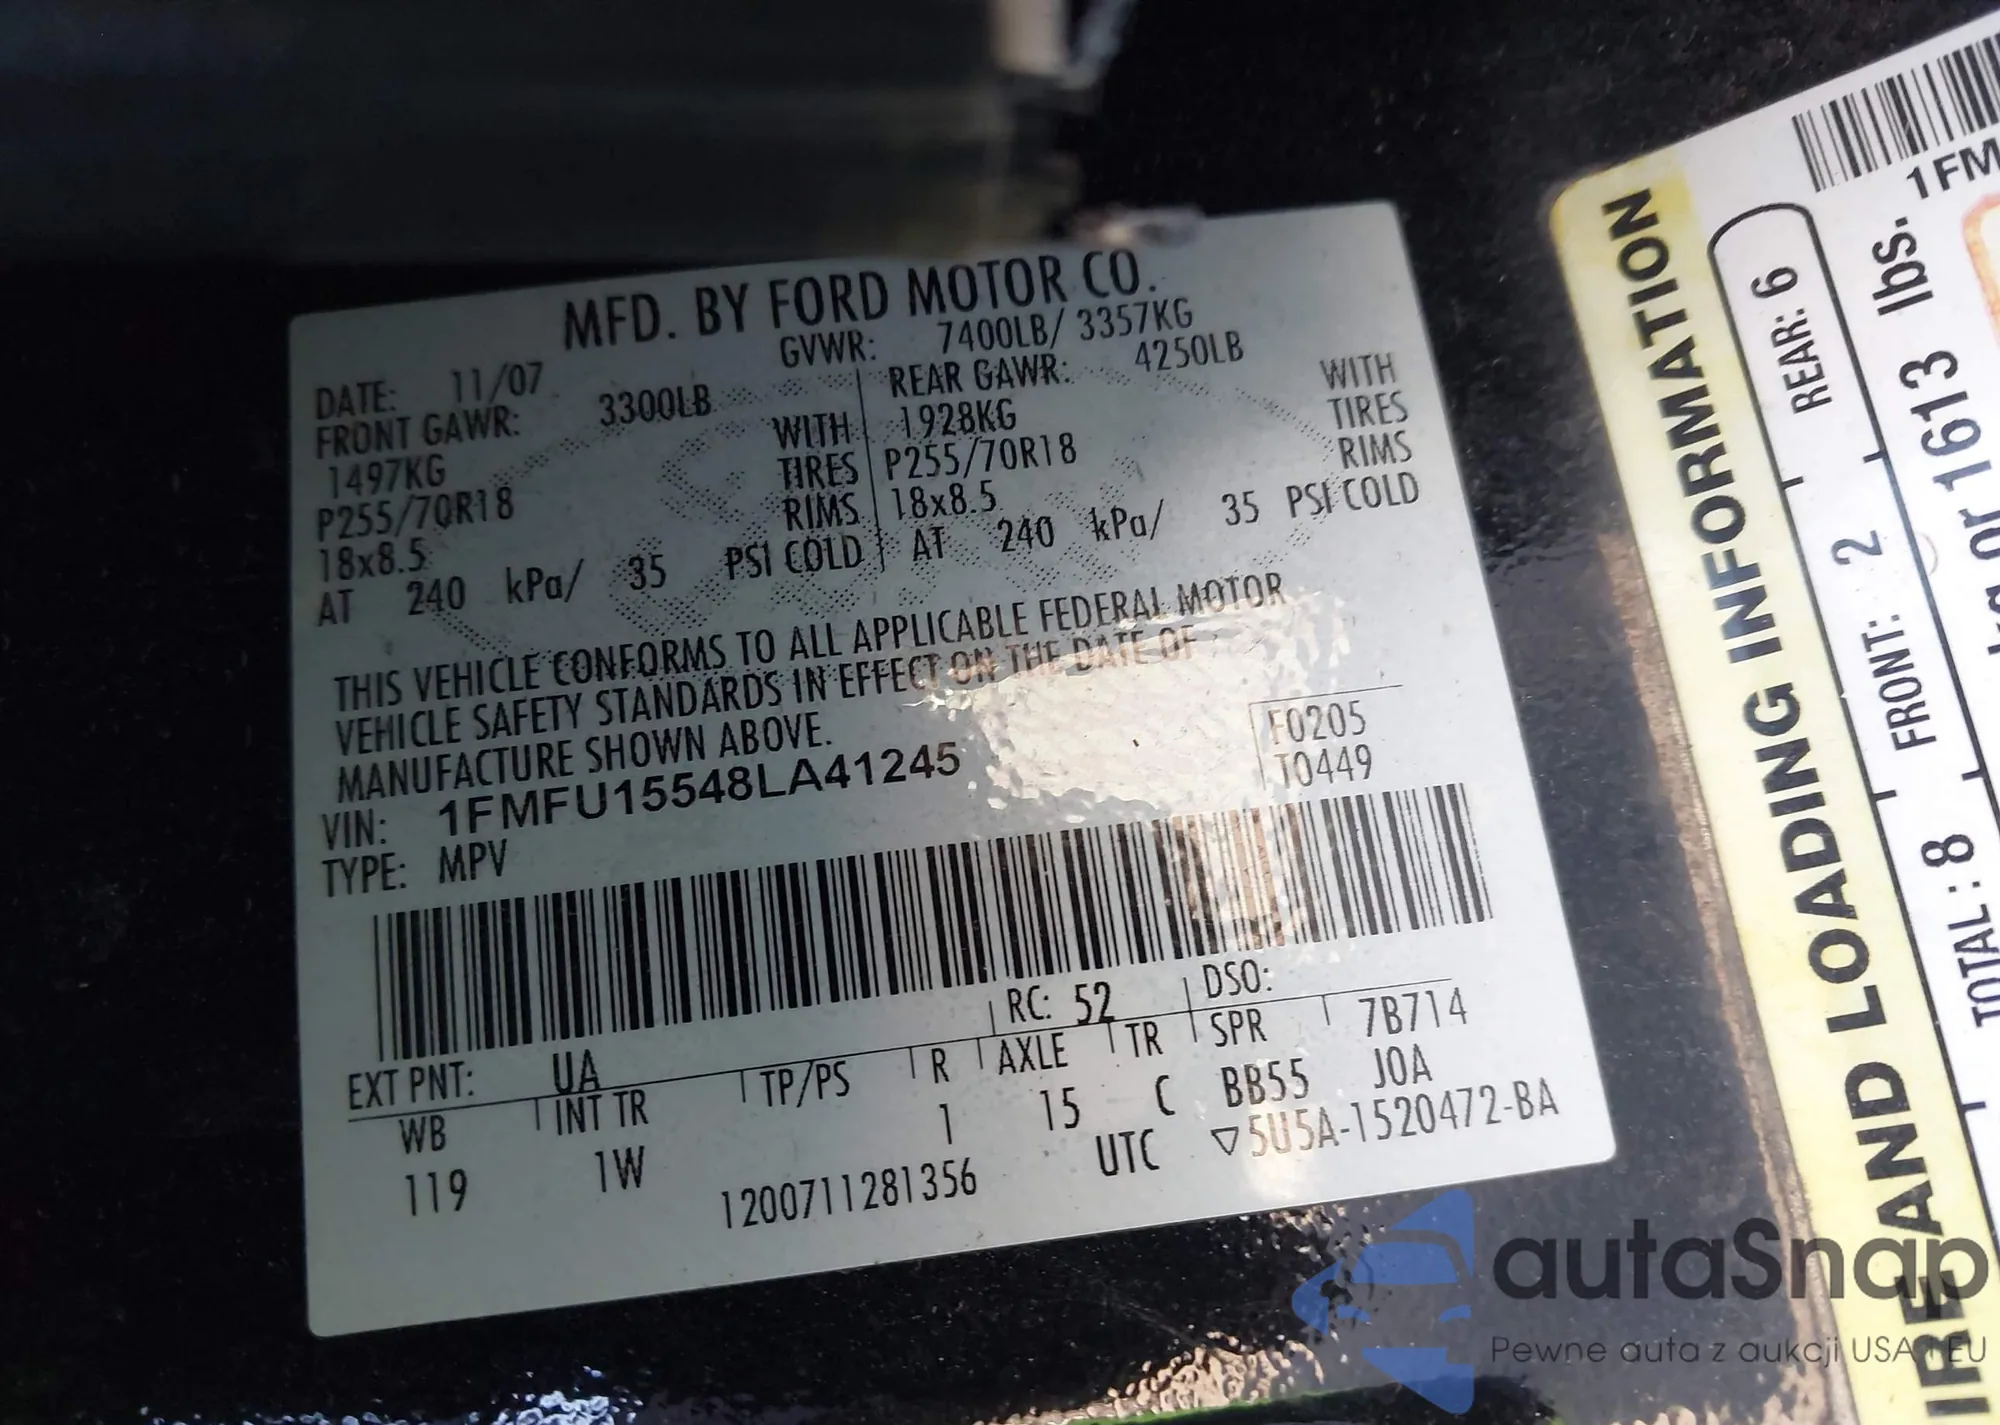 MFD. BY FORD MOTOR CO.
DATE: 11/07 GVWR: 7400LB/ 3357KG
FRONT GAWR: 3300LB REAR GAWR: 4250LB
1497KG WITH 1928KG WITH
P255/70R18 TIRES P255/70R18 TIRES
18x8.5 RIMS 18x8.5 RIMS
AT 240 kPa/ 35 PSI COLD AT 240 kPa/ 35 PSI COLD
THIS VEHICLE CONFORMS TO ALL APPLICABLE FEDERAL MOTOR
VEHICLE SAFETY STANDARDS IN EFFECT ON THE DATE OF
MANUFACTURE SHOWN ABOVE.
VIN: 1FMFU15548LA41245
TYPE: MPV
F0205
T0449
RC: 52 DSO:
EXT PNT: UA
WB INT TR TP/PS R AXLE TR SPR 7B714
119 1W 1 15 C BB55 JOA
1200711281356 UTC ▽5U5A-1520472-BA
IRE AND LOADING INFORMATION
TOTAL : 8 FRONT: 2 REAR: 6
kg or 1613 lbs.
1FM
autaSnap
Pewne auta z aukcji USA i EU